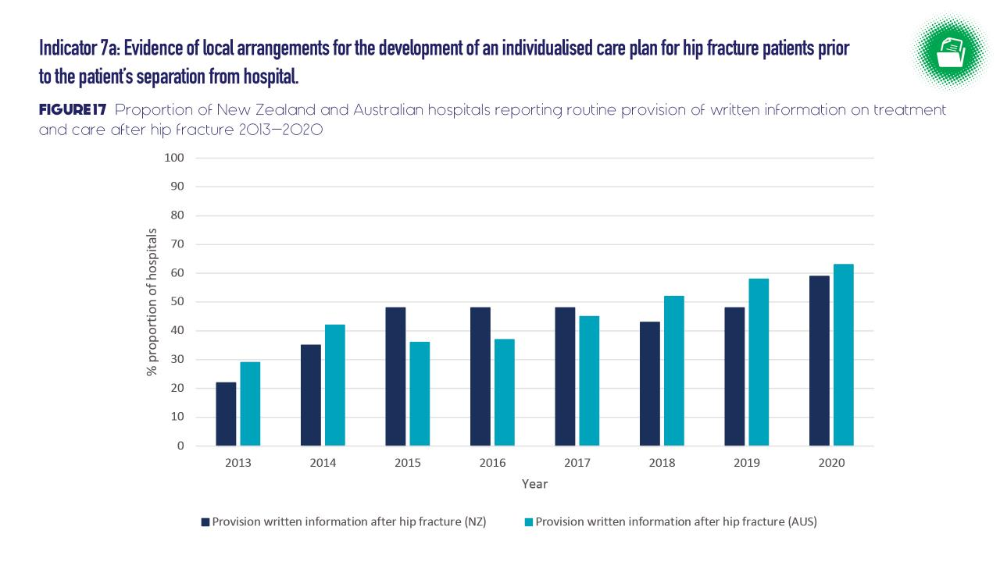 Indicator 7a: Evidence of local arrangements for the development of an individualised care plan for hip fracture patients prior
to the patient's separation from hospital.
FIGURE 17 Proportion of New Zealand and Australian hospitals reporting routine provision of written information on treatment
and care after hip fracture 2013—2020
100
90
80
70
60
50
40
30
20
10
0
% proportion of hospitals
2013 2014 2015 2016 2017 2018 2019 2020
Year
Provision written information after hip fracture (NZ) Provision written information after hip fracture (AUS)